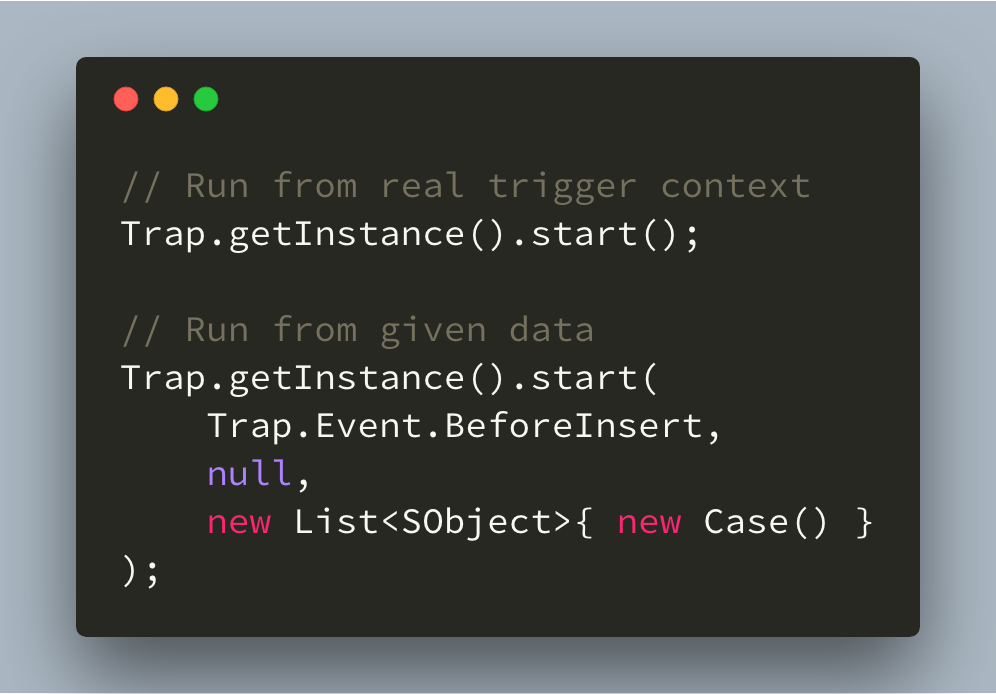 // Run from real trigger context
Trap.getInstance().start();
// Run from given data
Trap.getInstance().start(
    Trap.Event.BeforeInsert,
    null,
    new List<SObject>{ new Case() }
);